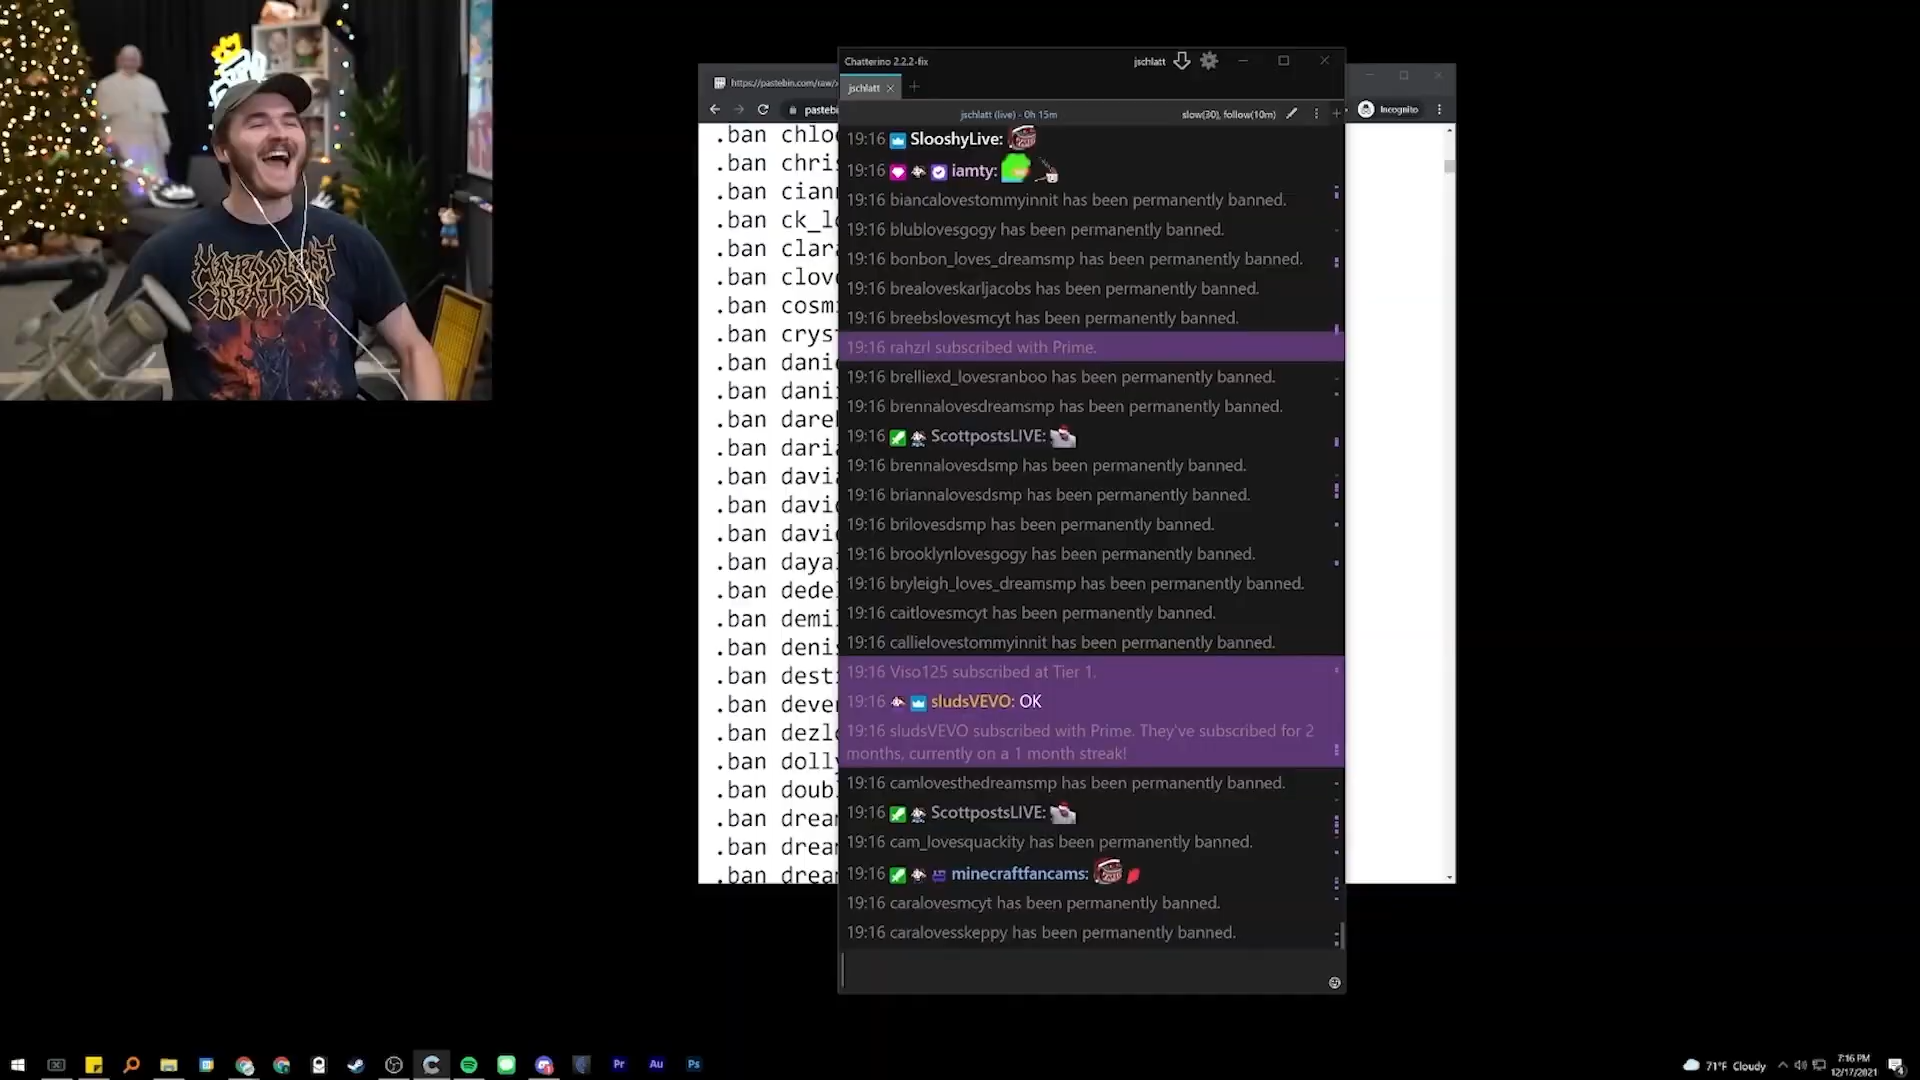 Chatterino 2.2.2-fix
jschlatt
jschlatt
jschlatt (live) - 0h 15m
slow(30), follow(10m)
19:16 SlooshyLive:
19:16 iamty:
19:16 biancalovestommyinnit has been permanently banned.
19:16 blublovesgogy has been permanently banned.
19:16 bonbon_loves_dreamsmp has been permanently banned.
19:16 brealoveskarljacobs has been permanently banned.
19:16 breebslovesmcyt has been permanently banned.
19:16 rahzrl subscribed with Prime.
19:16 brelliexd_lovesranboo has been permanently banned.
19:16 brennalovesdreamsmp has been permanently banned.
19:16 ScottpostsLIVE:
19:16 brennalovesdsmp has been permanently banned.
19:16 briannalovesdsmp has been permanently banned.
19:16 brilovesdsmp has been permanently banned.
19:16 brooklynlovesgogy has been permanently banned.
19:16 bryleigh_loves_dreamsmp has been permanently banned.
19:16 caitlovesmcyt has been permanently banned.
19:16 callielovestommyinnit has been permanently banned.
19:16 Viso125 subscribed at Tier 1.
19:16 sludsVEVO: OK
19:16 sludsVEVO subscribed with Prime. They've subscribed for 2
months, currently on a 1 month streak!
19:16 camlovesthedreamsmp has been permanently banned.
19:16 ScottpostsLIVE:
19:16 cam_lovesquackity has been permanently banned.
19:16 minecraftfancams:
19:16 caralovesmcyt has been permanently banned.
19:16 caralovesskeppy has been permanently banned.
https://pastebin.com/raw/
pasteb
Incognito
.ban chlo
.ban chris
.ban cian
.ban ck_l
.ban clar
.ban clov
.ban cosm
.ban crys
.ban dani
.ban dani
.ban dare
.ban dari
.ban davi
.ban davi
.ban davi
.ban daya
.ban dede
.ban demi
.ban deni
.ban dest
.ban deve
.ban dezl
.ban doll
.ban doub
.ban drea
.ban drea
.ban drea
MALEVOLENT
CREATION
Pr
Au
Ps
71°F Cloudy
7:16 PM
12/17/2021